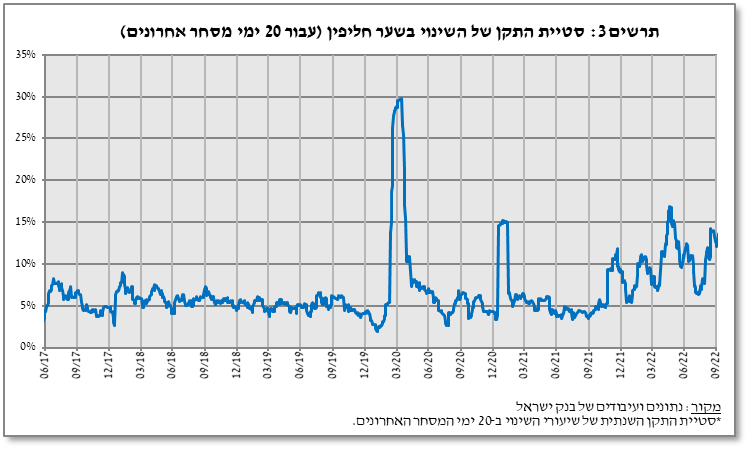 תרשים 3: סטיית התקן של השינוי בשער חליפין (עבור 20 ימי מסחר אחרונים)
35%
30%
25%
20%
15%
10%
5%
0%
06/17 09/17 12/17 03/18 06/18 09/18 12/18 03/19 06/19 09/19 12/19 03/20 06/20 09/20 12/20 03/21 06/21 09/21 12/21 03/22 06/22 09/22
מקור: נתונים ועיבודים של בנק ישראל
*סטיית התקן השנתית של שיעורי השינוי ב-20 ימי המסחר האחרונים.